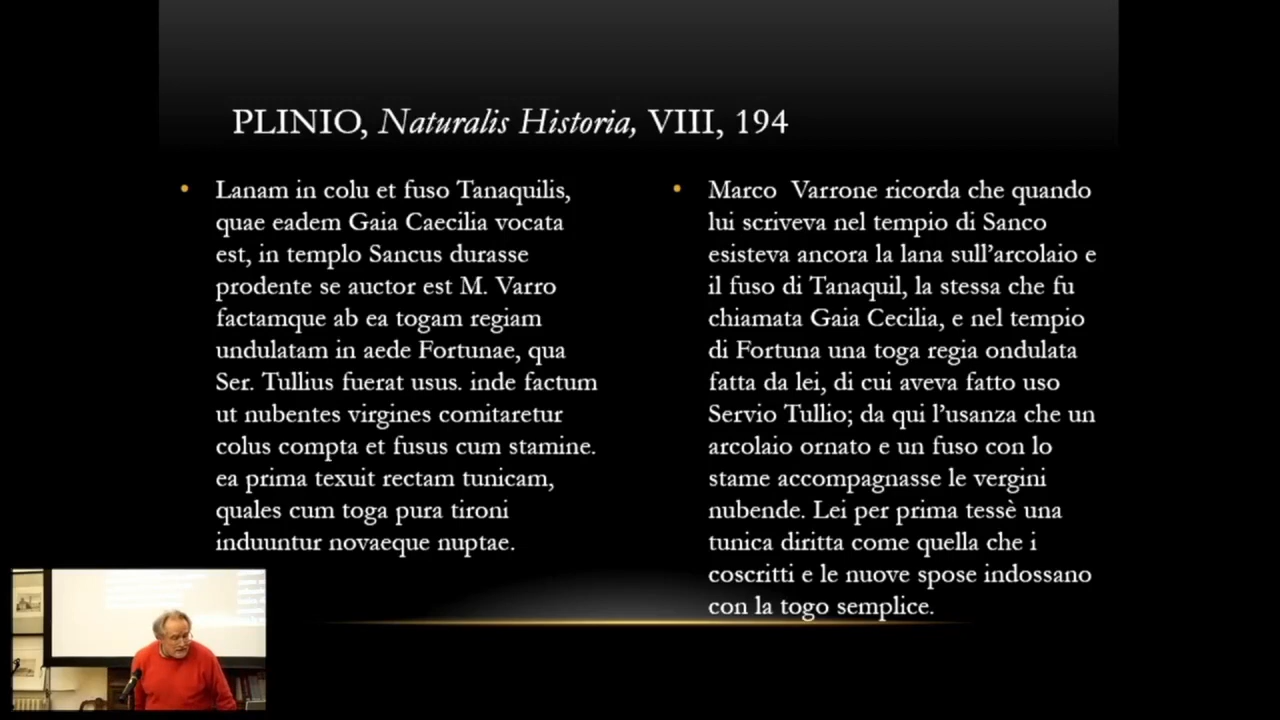 PLINIO, Naturalis Historia, VIII, 194
• Lanam in colu et fuso Tanaquilis,
quae eadem Gaia Caecilia vocata
est, in templo Sancus durasse
prodente se auctor est M. Varro
factamque ab ea togam regiam
undulatam in aede Fortunae, qua
Ser. Tullius fuerat usus. inde factum
ut nubentes virgines comitaretur
colus compta et fusus cum stamine.
ea prima texuit rectam tunicam,
quales cum toga pura tironi
induuntur novaeque nuptae.
• Marco Varrone ricorda che quando
lui scriveva nel tempio di Sanco
esisteva ancora la lana sull’arcolaio e
il fuso di Tanaquil, la stessa che fu
chiamata Gaia Cecilia, e nel tempio
di Fortuna una toga regia ondulata
fatta da lei, di cui aveva fatto uso
Servio Tullio; da qui l’usanza che un
arcolaio ornato e un fuso con lo
stame accompagnasse le vergini
nubende. Lei per prima tessè una
tunica diritta come quella che i
coscritti e le nuove spose indossano
con la togo semplice.